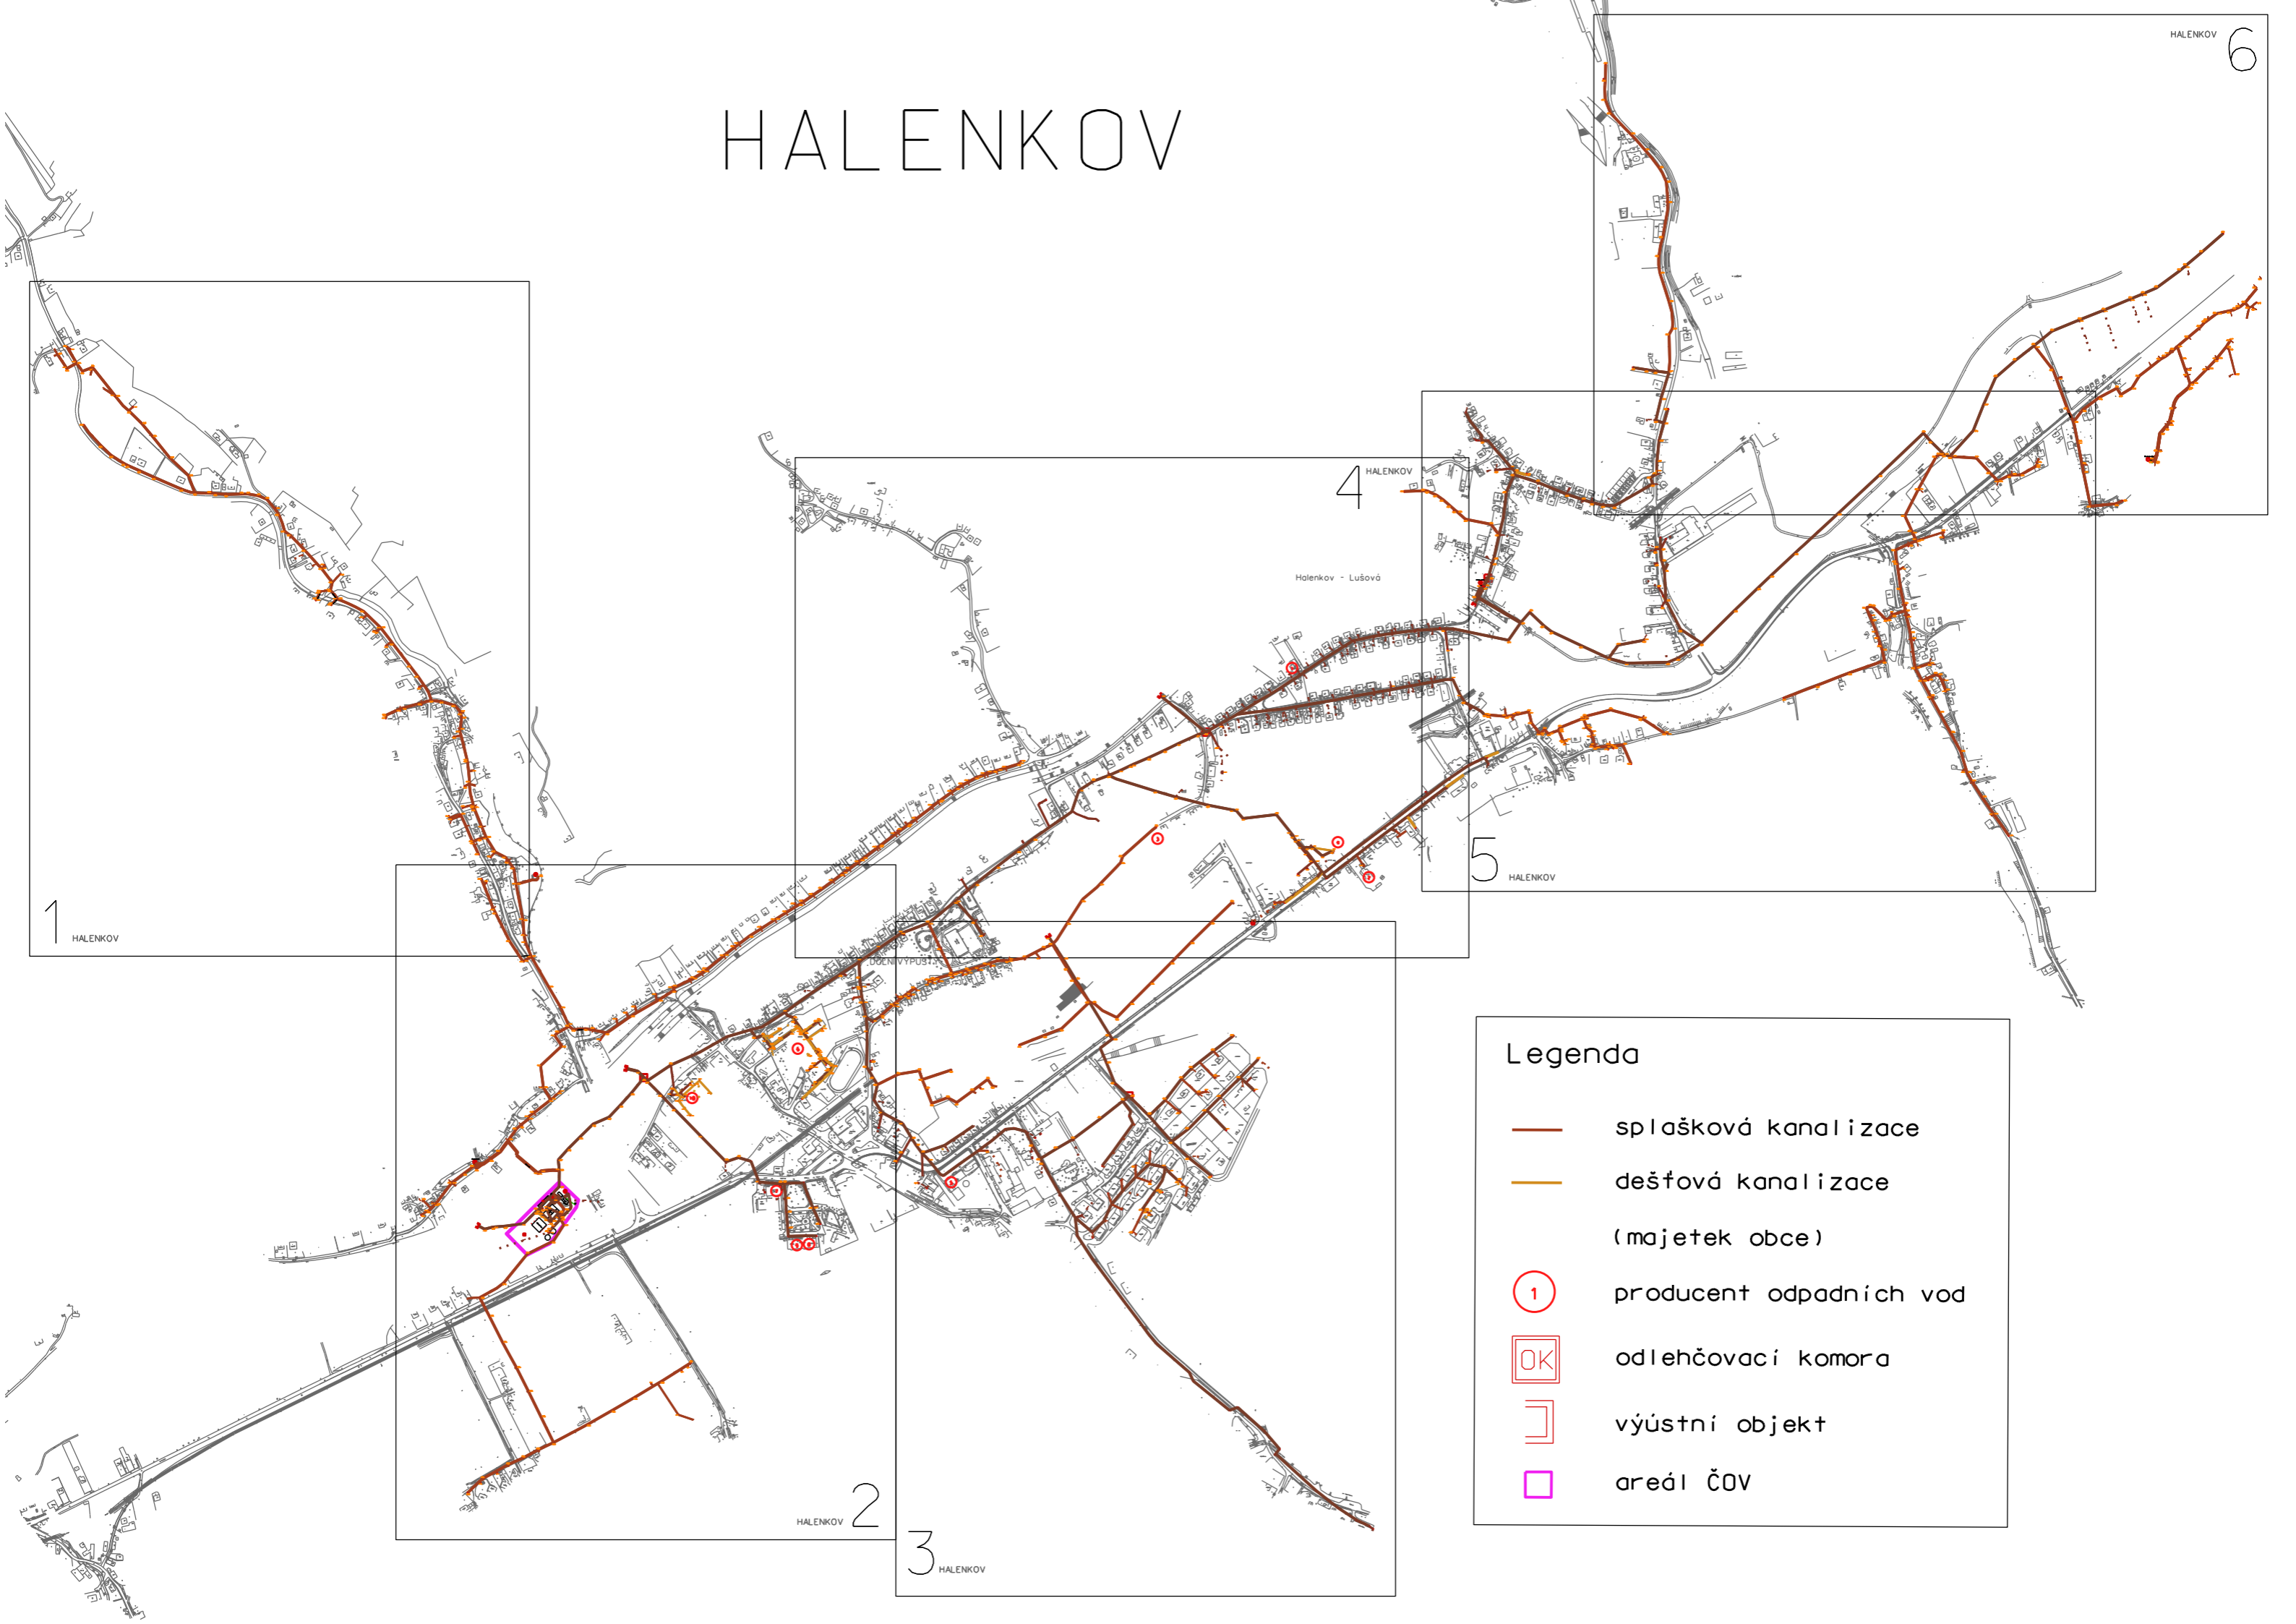 HALENKOV
HALENKOV 6
4 HALENKOV
Halenkov - Lušová
5 HALENKOV
1 HALENKOV
HALENKOV 2
3 HALENKOV
Legenda
splašková kanalizace
dešťová kanalizace
(majetek obce)
1 producent odpadních vod
OK odlehčovací komora
výústní objekt
areál ČOV